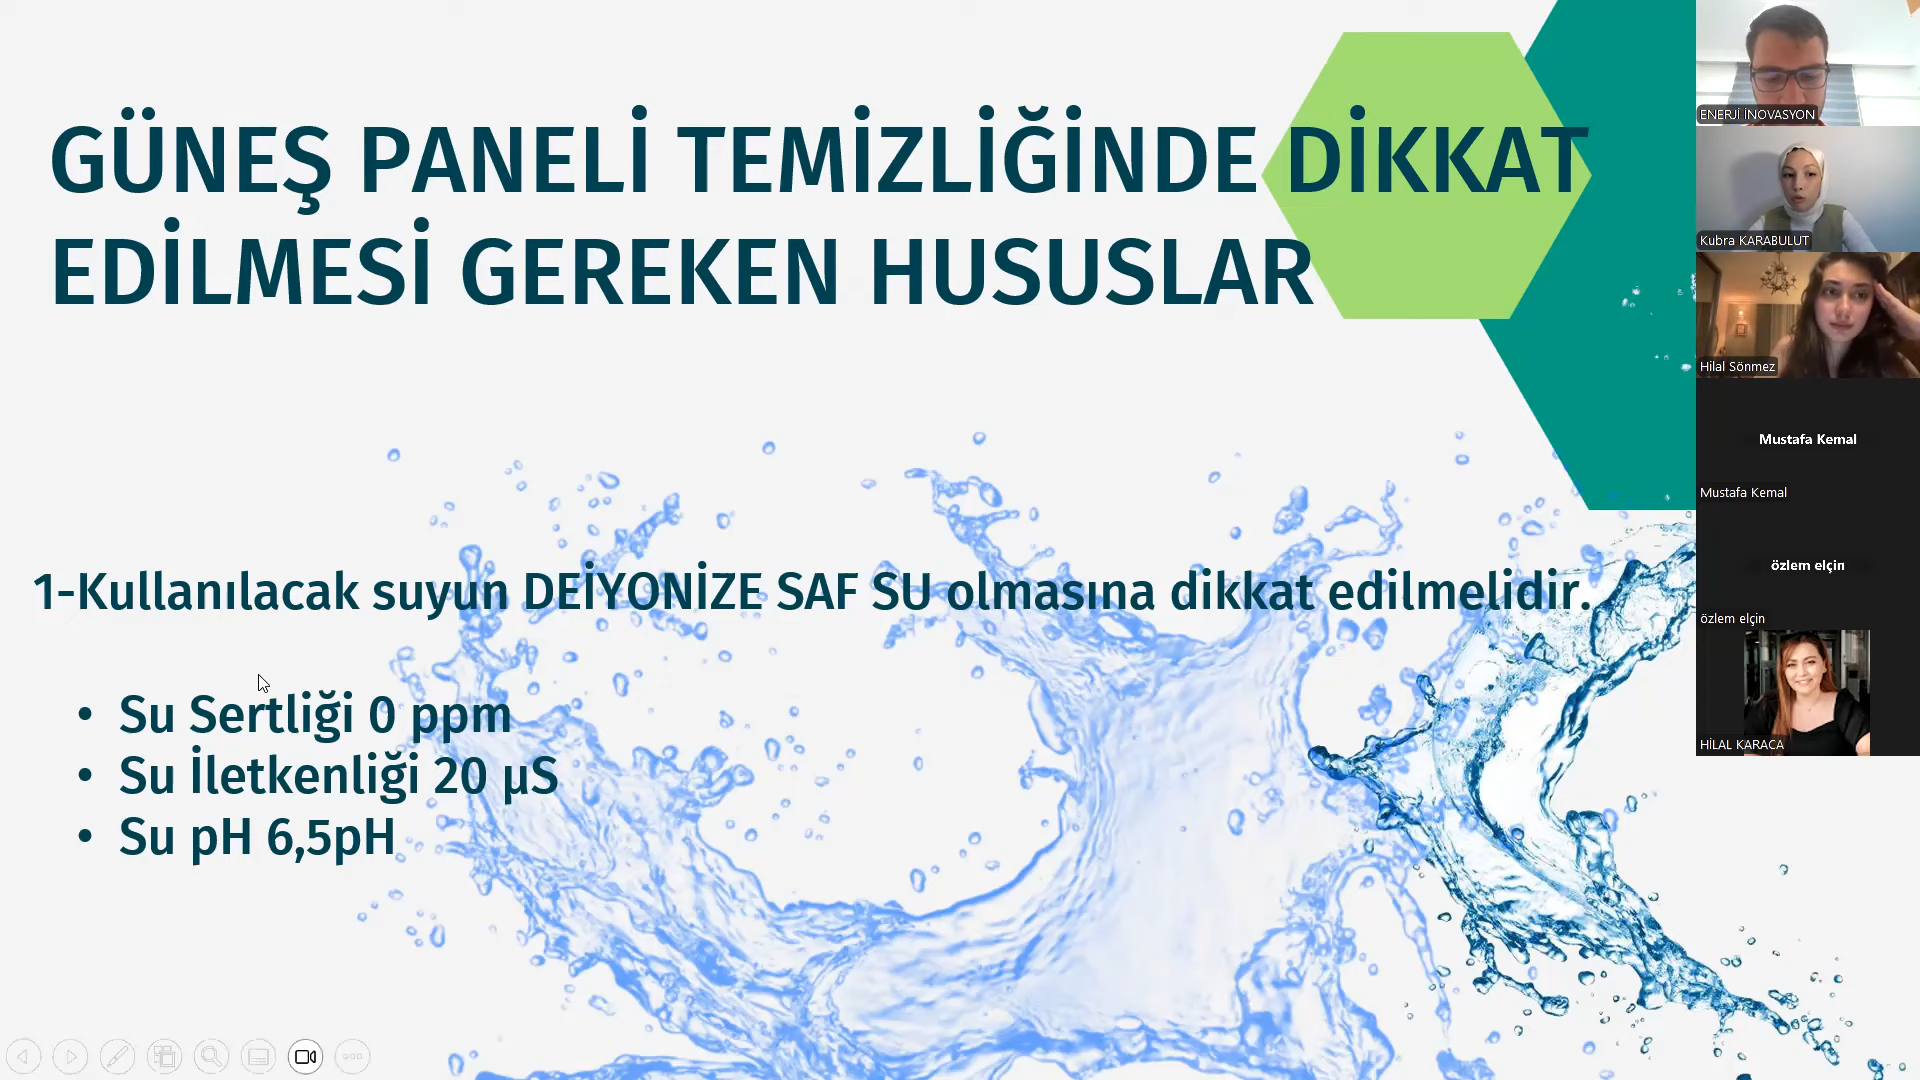 GÜNEŞ PANELİ TEMİZLİĞİNDE DİKKAT
EDİLMESİ GEREKEN HUSUSLAR
1-Kullanılacak suyun DEİYONİZE SAF SU olmasına dikkat edilmelidir.
• Su Sertliği 0 ppm
• Su İletkenliği 20 µS
• Su pH 6,5pH
ENERJİ İNOVASYON
Kubra KARABULUT
Hilal Sönmez
Mustafa Kemal
Mustafa Kemal
özlem elçin
özlem elçin
HİLAL KARACA